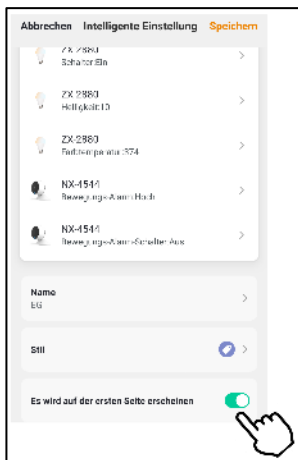 Abbrechen Intelligente Einstellung Speichern
ZX-2880
Schalter:Ein
ZX-2880
Helligkeit:10
ZX-2880
Farbtemperatur:374
NX-4544
Bewegungs-Alarm:Hoch
NX-4544
Bewegungs-Alarm-Schalter:Aus
Name
EG
Stil
Es wird auf der ersten Seite erscheinen